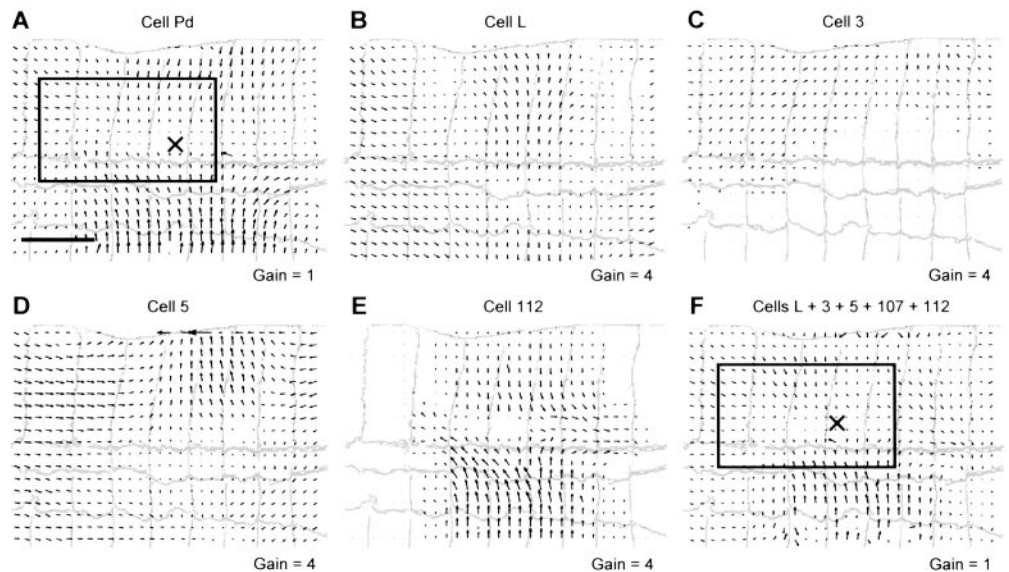 A Cell Pd
B Cell L
C Cell 3
Gain = 1
Gain = 4
Gain = 4
D Cell 5
E Cell 112
F Cells L + 3 + 5 + 107 + 112
Gain = 4
Gain = 4
Gain = 1